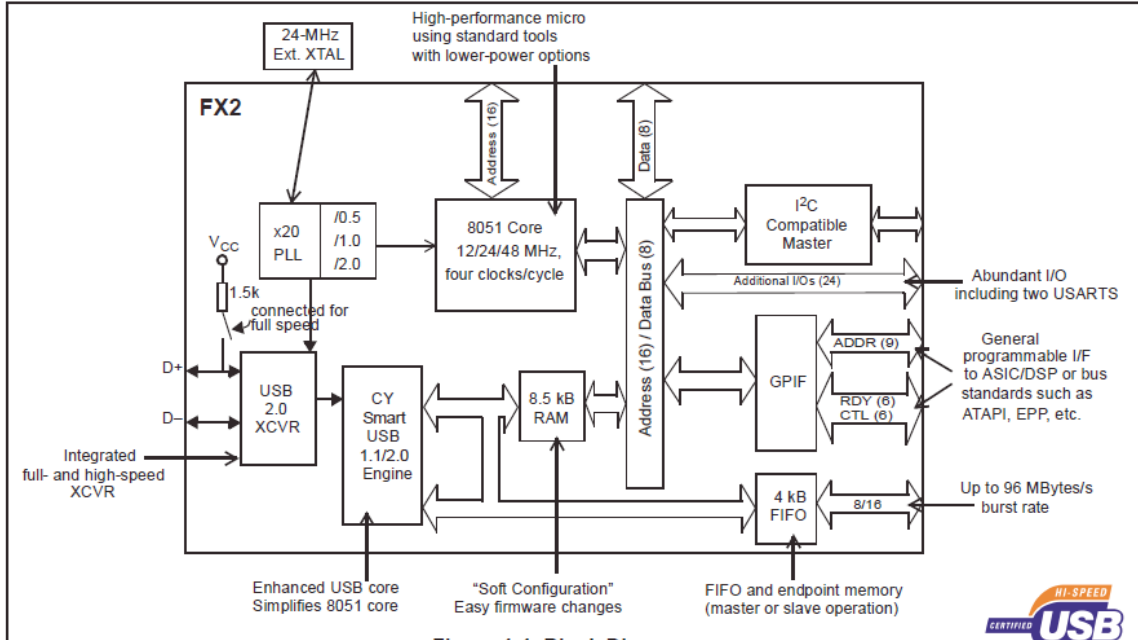 High-performance micro
using standard tools
with lower-power options
24-MHz
Ext. XTAL
FX2
Address (16)
Data (8)
x20
PLL
/0.5
/1.0
/2.0
8051 Core
12/24/48 MHz,
four clocks/cycle
I²C
Compatible
Master
VCC
1.5k
connected for
full speed
Address (16) / Data Bus (8)
Additional I/Os (24)
Abundant I/O
including two USARTS
D+
D–
USB
2.0
XCVR
CY
Smart
USB
1.1/2.0
Engine
8.5 kB
RAM
GPIF
ADDR (9)
RDY (6)
CTL (6)
General
programmable I/F
to ASIC/DSP or bus
standards such as
ATAPI, EPP, etc.
Integrated
full- and high-speed
XCVR
4 kB
FIFO
8/16
Up to 96 MBytes/s
burst rate
Enhanced USB core
Simplifies 8051 core
“Soft Configuration”
Easy firmware changes
FIFO and endpoint memory
(master or slave operation)
HI-SPEED
CERTIFIED
USB